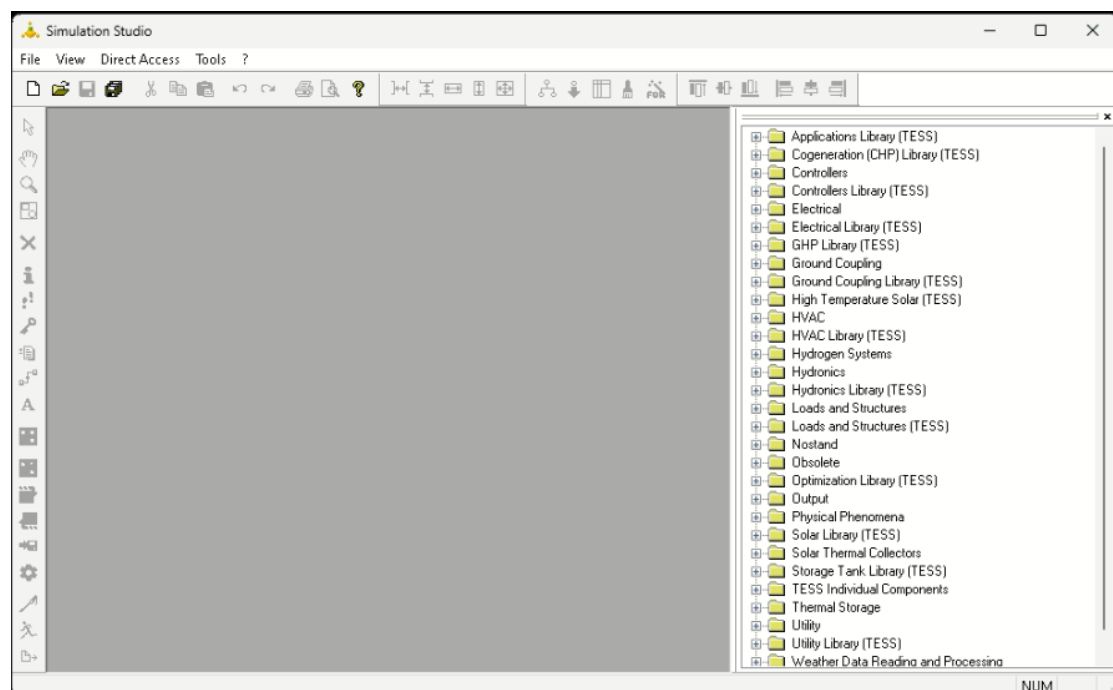 Simulation Studio
File View Direct Access Tools ?
FOR
A
Applications Library (TESS)
Cogeneration (CHP) Library (TESS)
Controllers
Controllers Library (TESS)
Electrical
Electrical Library (TESS)
GHP Library (TESS)
Ground Coupling
Ground Coupling Library (TESS)
High Temperature Solar (TESS)
HVAC
HVAC Library (TESS)
Hydrogen Systems
Hydronics
Hydronics Library (TESS)
Loads and Structures
Loads and Structures (TESS)
Nostand
Obsolete
Optimization Library (TESS)
Output
Physical Phenomena
Solar Library (TESS)
Solar Thermal Collectors
Storage Tank Library (TESS)
TESS Individual Components
Thermal Storage
Utility
Utility Library (TESS)
Weather Data Reading and Processing
NUM